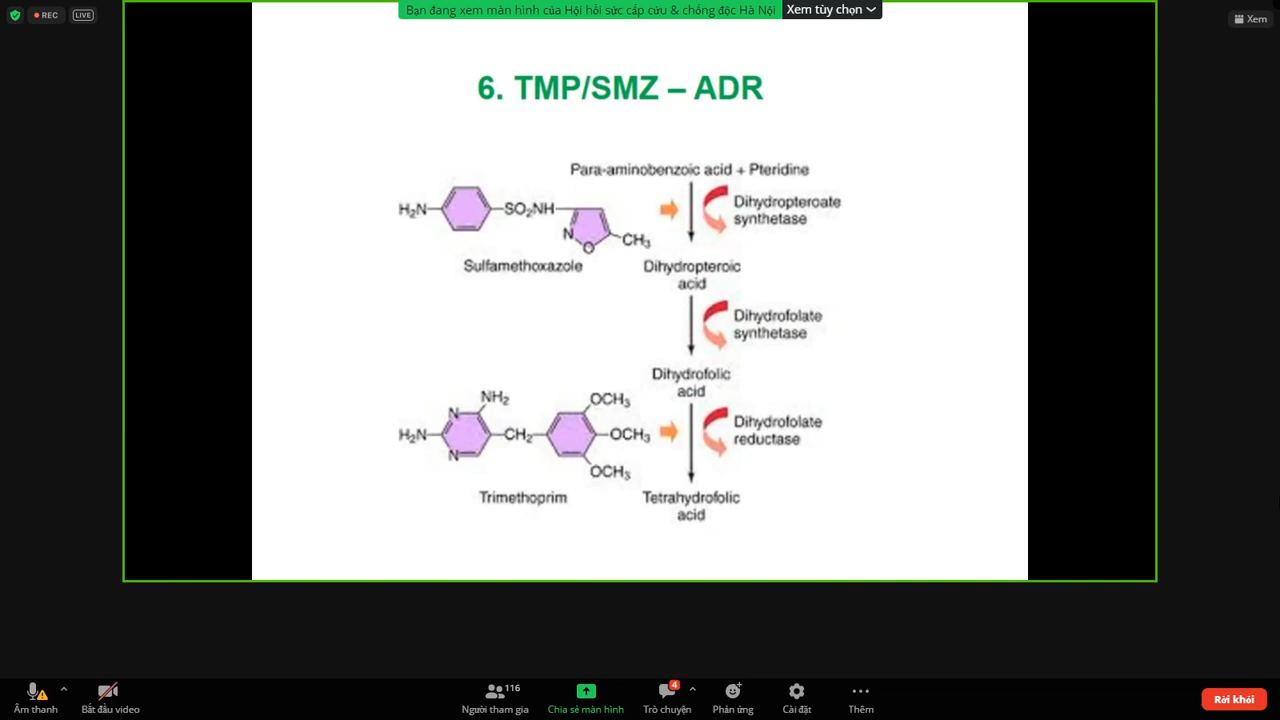 REC
LIVE
Bạn đang xem màn hình của Hội hồi sức cấp cứu & chống độc Hà Nội
Xem tùy chọn
Xem
6. TMP/SMZ – ADR
Para-aminobenzoic acid + Pteridine
H₂N
SO₂NH
N
O
CH₃
Sulfamethoxazole
Dihydropteroate
synthetase
Dihydropteroic
acid
Dihydrofolate
synthetase
Dihydrofolic
acid
NH₂
N
H₂N
N
CH₂
OCH₃
OCH₃
OCH₃
Trimethoprim
Dihydrofolate
reductase
Tetrahydrofolic
acid
Âm thanh
Bắt đầu video
116
Người tham gia
Chia sẻ màn hình
4
Trò chuyện
Phản ứng
Cài đặt
Thêm
Rời khỏi